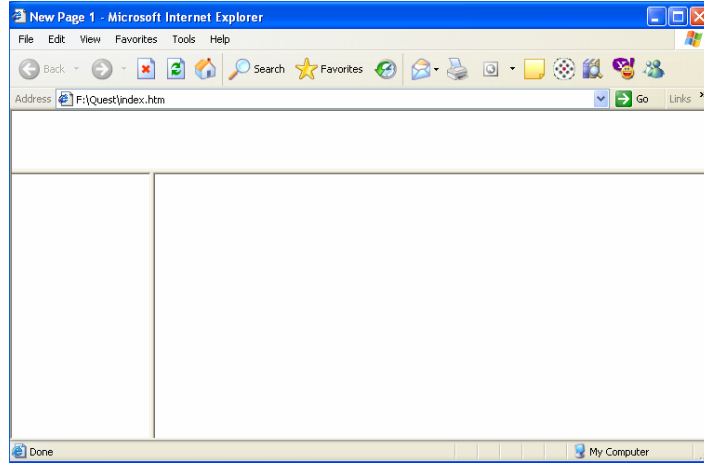 New Page 1 - Microsoft Internet Explorer
File Edit View Favorites Tools Help
Back Search Favorites
Address F:\Quest\index.htm Go Links
Done My Computer